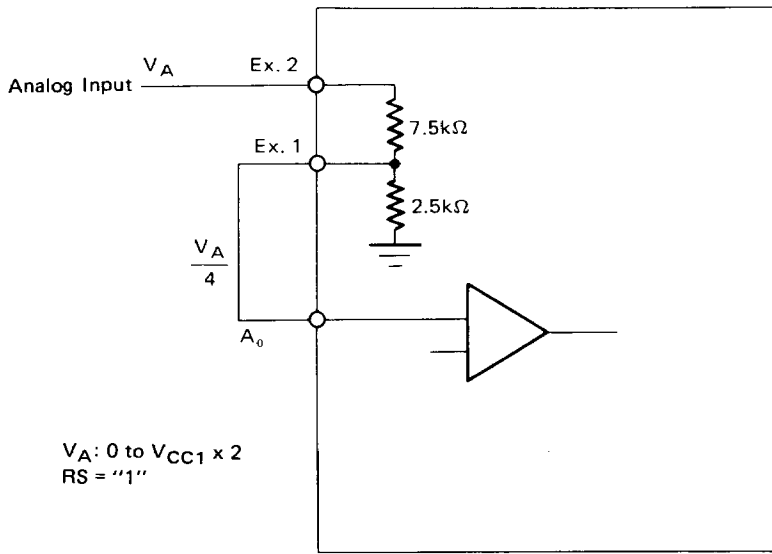 Analog Input
V_A
Ex. 2
7.5kΩ
Ex. 1
2.5kΩ
V_A
4
A₀
V_A: 0 to V_CC1 x 2
RS = "1"